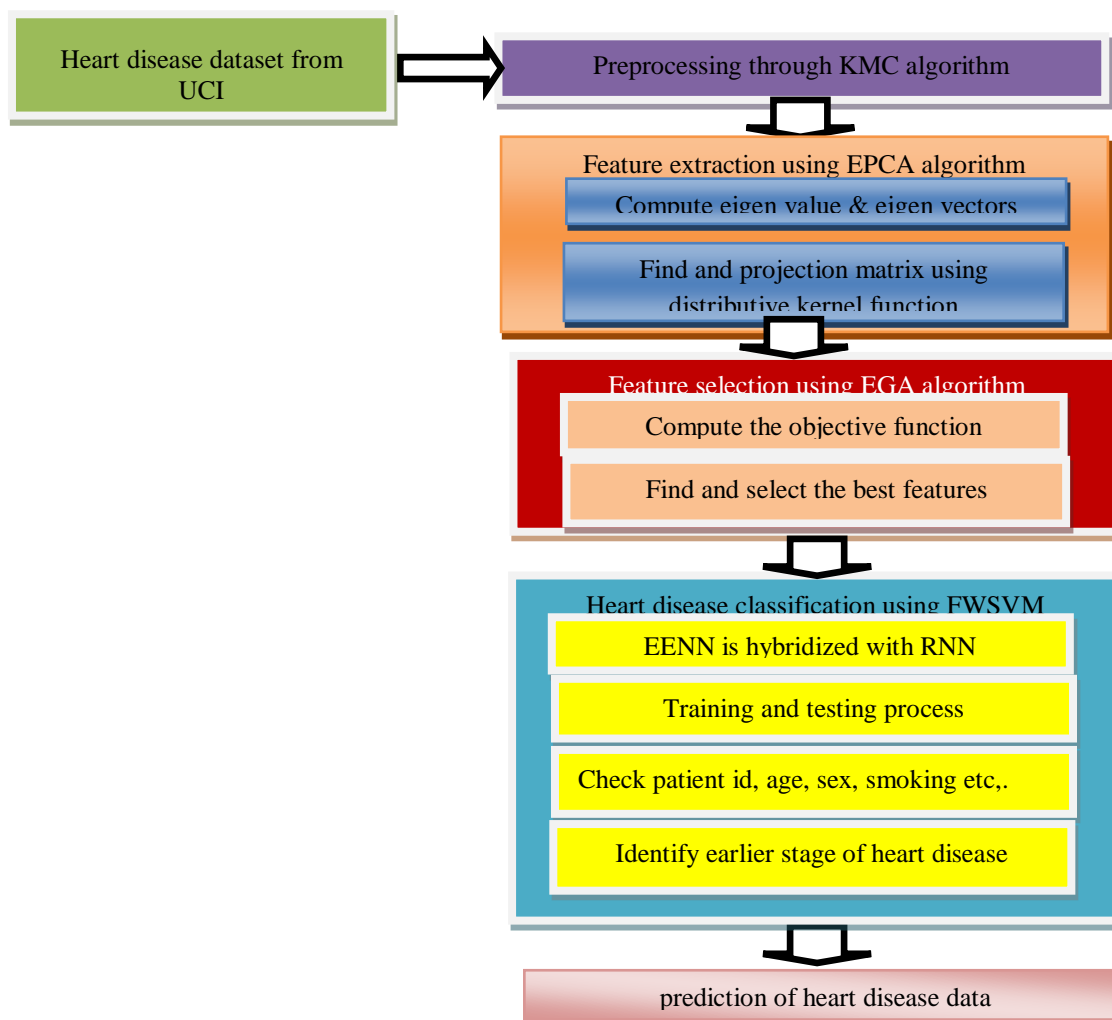 Heart disease dataset from
UCI
Preprocessing through KMC algorithm
Feature extraction using EPCA algorithm
Compute eigen value & eigen vectors
Find and projection matrix using
distributive kernel function
Feature selection using EGA algorithm
Compute the objective function
Find and select the best features
Heart disease classification using FWSVM
EENN is hybridized with RNN
Training and testing process
Check patient id, age, sex, smoking etc,.
Identify earlier stage of heart disease
prediction of heart disease data